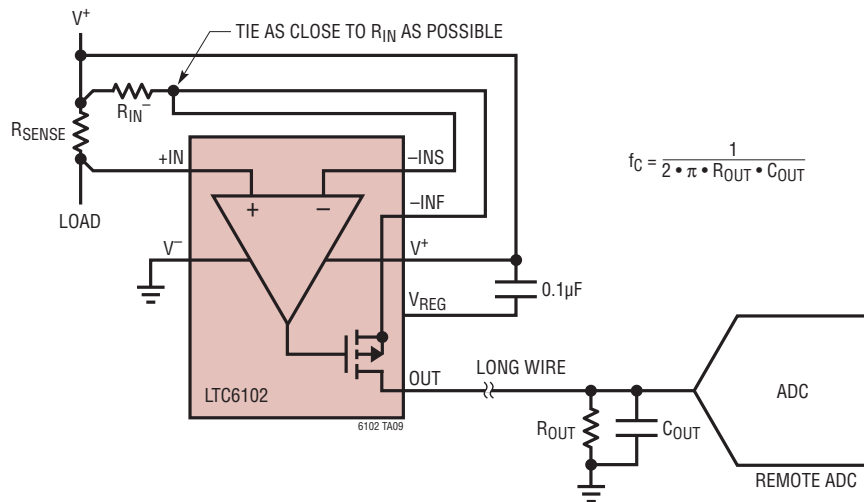 V+
TIE AS CLOSE TO RIN AS POSSIBLE
RIN–
RSENSE
+IN
–INS
fC = 1 / 2 • π • ROUT • COUT
+
–
–INF
LOAD
V–
V+
0.1µF
VREG
LONG WIRE
OUT
ADC
LTC6102
6102 TA09
ROUT
COUT
REMOTE ADC